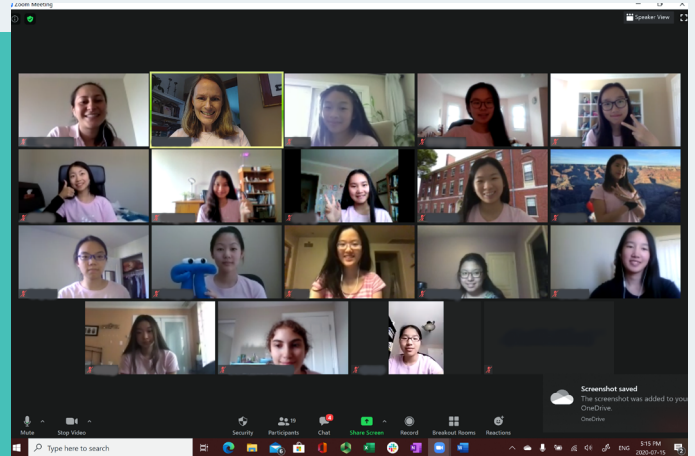 Zoom Meeting
Speaker View
Screenshot saved
The screenshot was added to your
OneDrive.
OneDrive
Mute
Stop Video
Security
19
Participants
4
Chat
Share Screen
Record
Breakout Rooms
Reactions
Type here to search
ENG
5:15 PM
2020-07-15